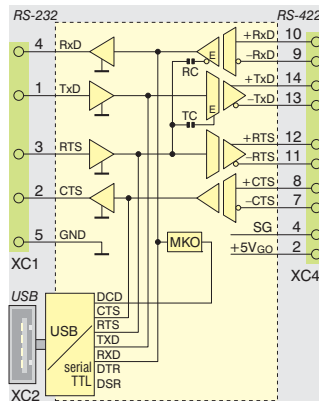 RS-232 RS-422
4 RxD +RxD 10
RC E –RxD 9
1 TxD +TxD 14
E –TxD 13
TC
3 RTS +RTS 12
–RTS 11
2 CTS +CTS 8
–CTS 7
5 GND SG 4
MKO +5VGO 2
XC1 XC4
USB DCD
CTS
USB RTS
TXD
serial RXD
TTL DTR
XC2 DSR